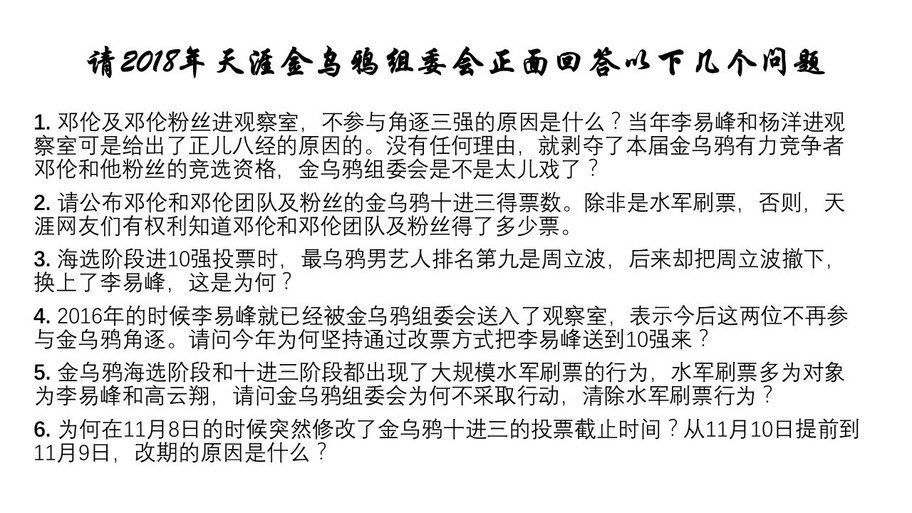 请2018年天涯金乌鸦组委会正面回答以下几个问题
1. 邓伦及邓伦粉丝进观察室，不参与角逐三强的原因是什么？当年李易峰和杨洋进观
察室可是给出了正儿八经的原因的。没有任何理由，就剥夺了本届金乌鸦有力竞争者
邓伦和他粉丝的竞选资格，金乌鸦组委会是不是太儿戏了？
2. 请公布邓伦和邓伦团队及粉丝的金乌鸦十进三得票数。除非是水军刷票，否则，天
涯网友们有权利知道邓伦和邓伦团队及粉丝得了多少票。
3. 海选阶段进10强投票时，最乌鸦男艺人排名第九是周立波，后来却把周立波撤下，
换上了李易峰，这是为何？
4. 2016年的时候李易峰就已经被金乌鸦组委会送入了观察室，表示今后这两位不再参
与金乌鸦角逐。请问今年为何坚持通过改票方式把李易峰送到10强来？
5. 金乌鸦海选阶段和十进三阶段都出现了大规模水军刷票的行为，水军刷票多为对象
为李易峰和高云翔，请问金乌鸦组委会为何不采取行动，清除水军刷票行为？
6. 为何在11月8日的时候突然修改了金乌鸦十进三的投票截止时间？从11月10日提前到
11月9日，改期的原因是什么？